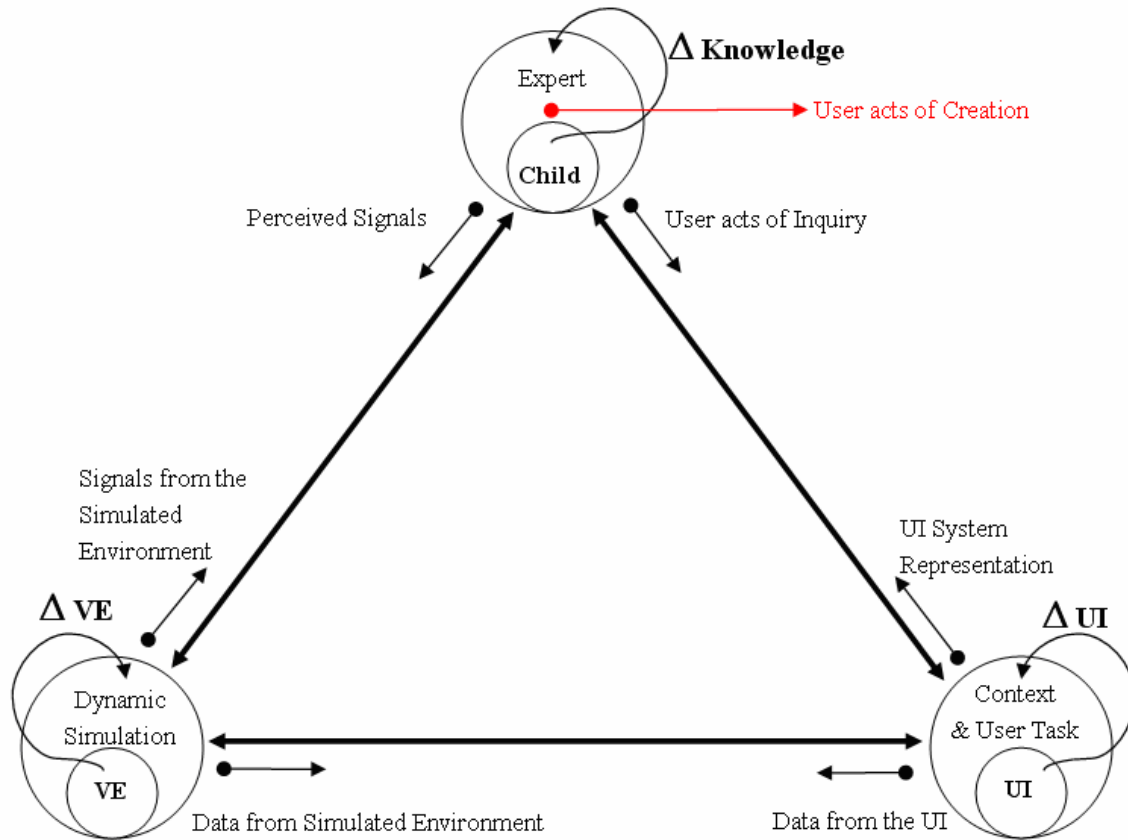 Δ Knowledge
Expert
User acts of Creation
Child
Perceived Signals
User acts of Inquiry
Signals from the
Simulated
Environment
UI System
Representation
Δ VE
Δ UI
Dynamic
Simulation
VE
Context
& User Task
UI
Data from Simulated Environment
Data from the UI